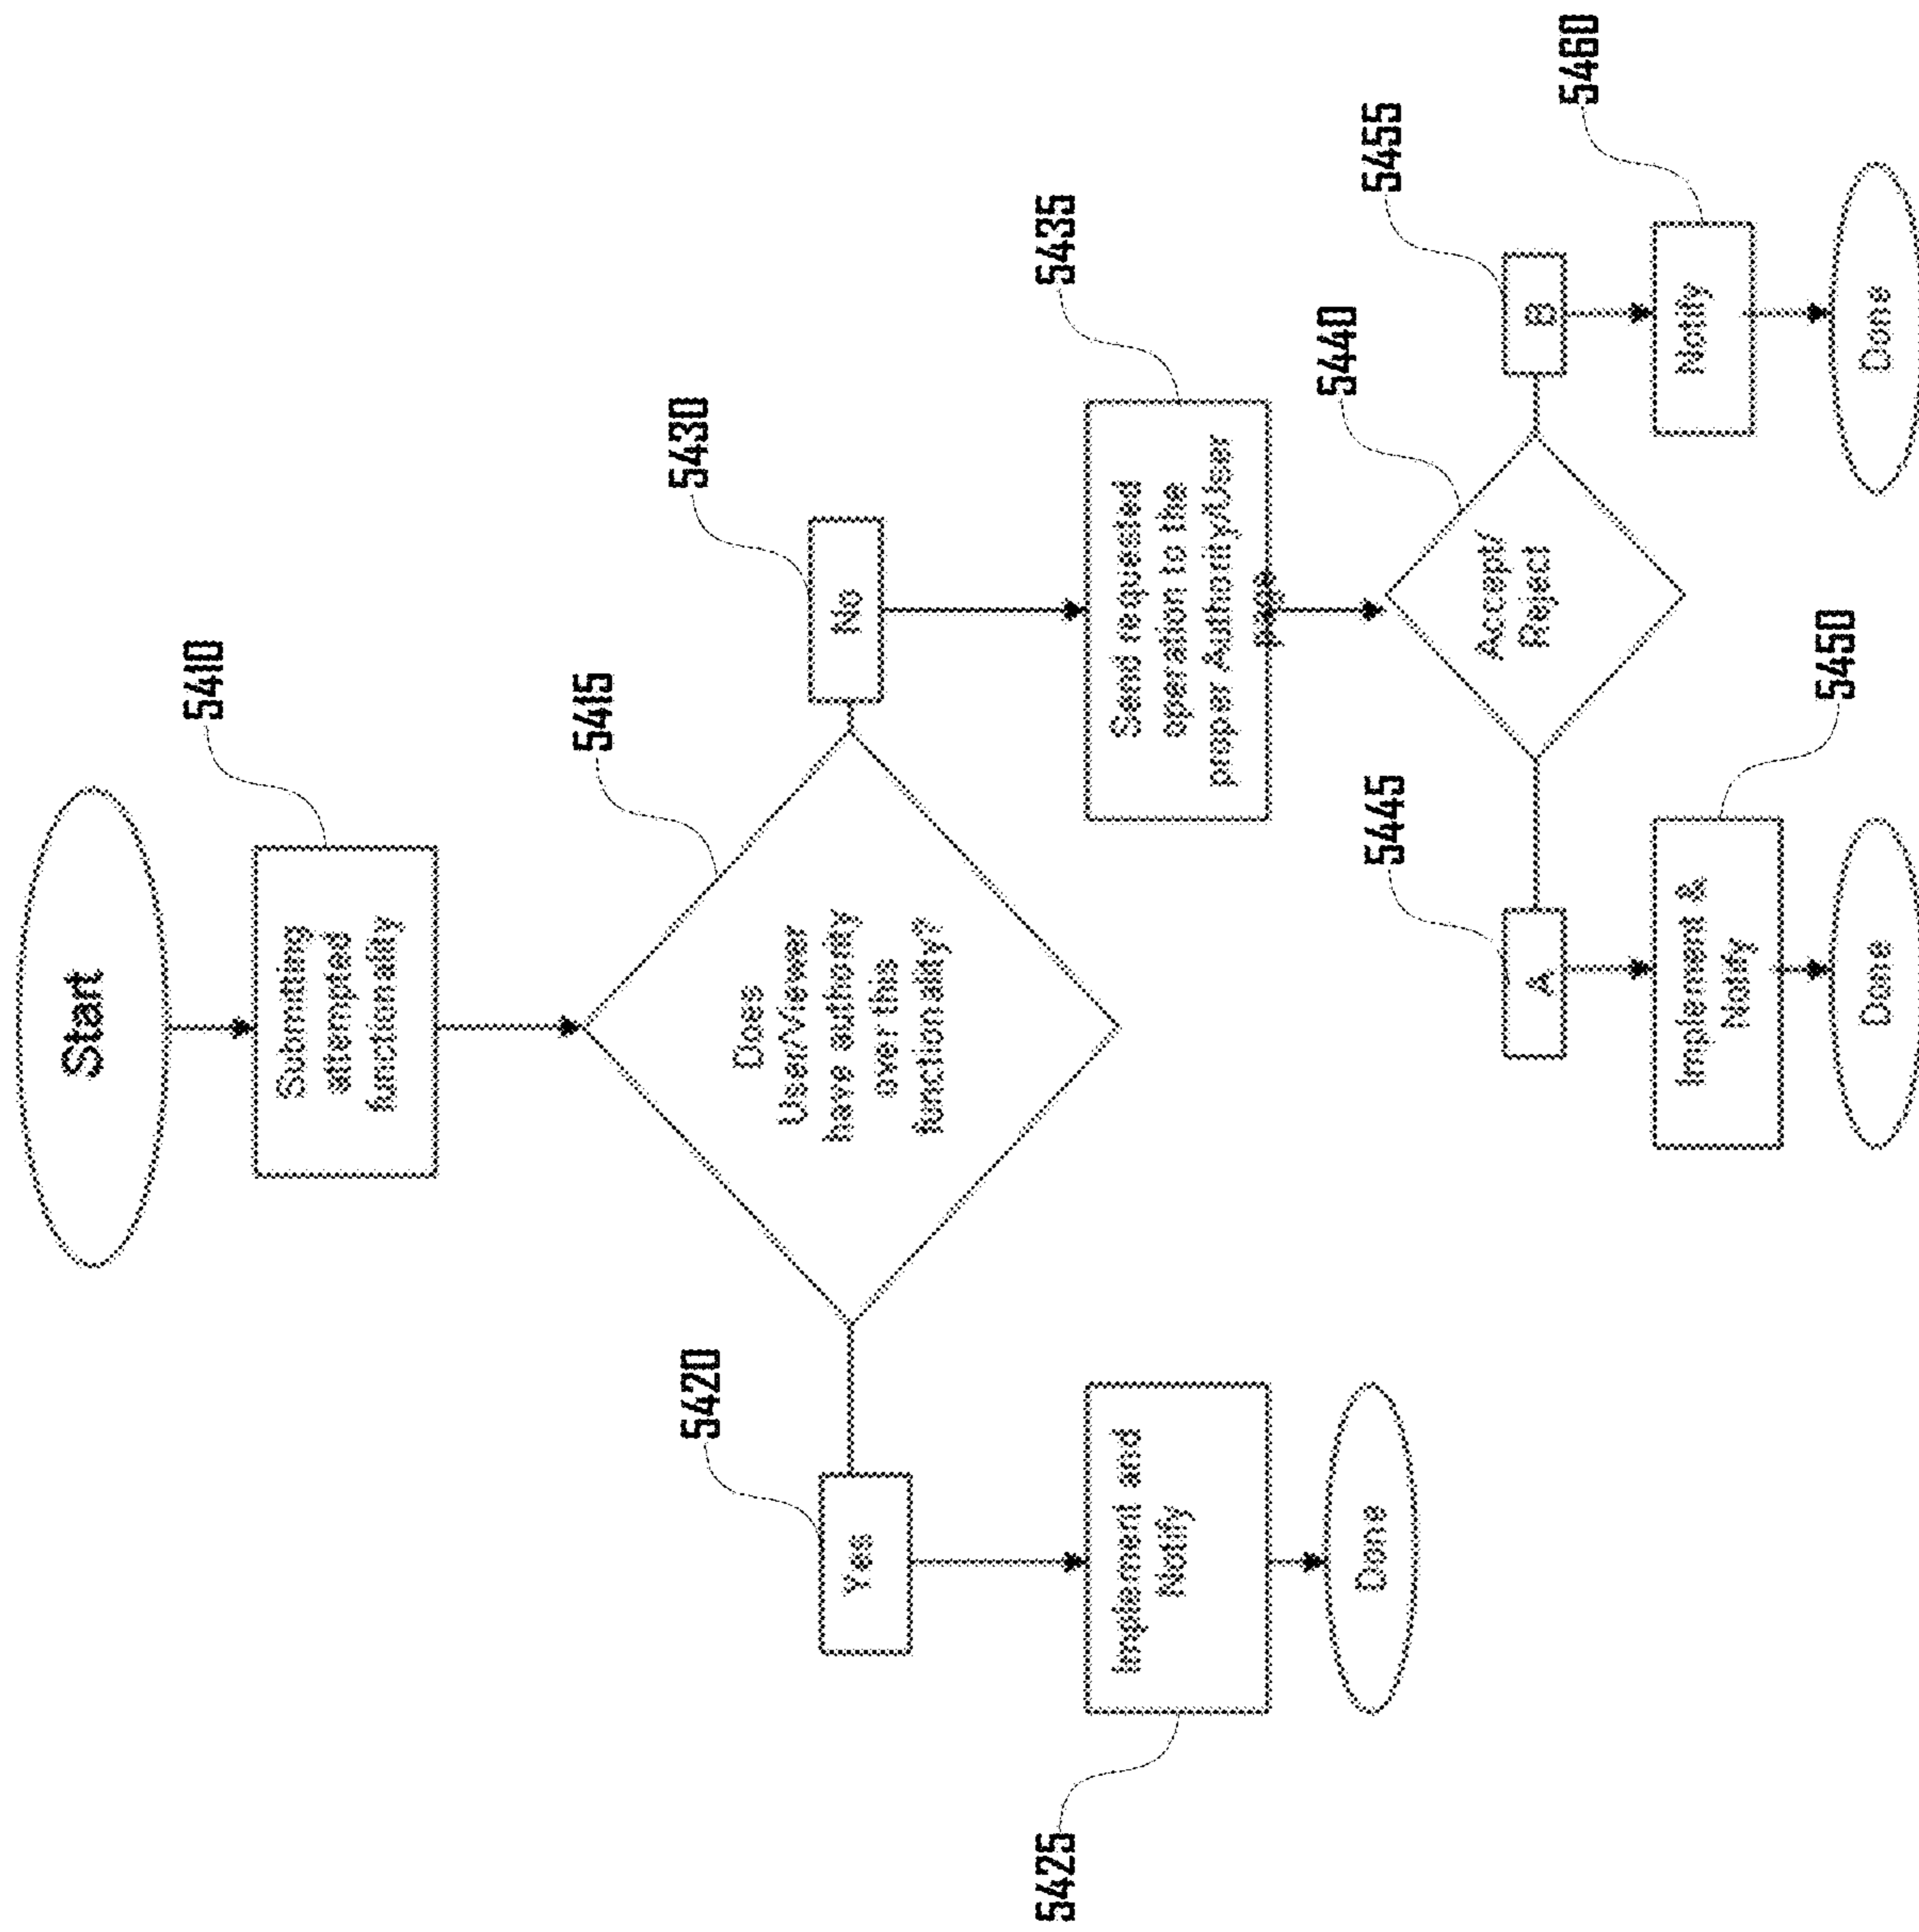 Start
5410
Submitting
attempted
functionality
5415
Does
User/Viewer
have authority
over this
functionality?
5420
Yes
5430
No
5425
Implement and
Notify
Done
5435
Send requested
operation to the
proper Authority/User
page
5440
Accept/
Reject
5445
A
5455
B
5450
Implement &
Notify
Done
5460
Notify
Done